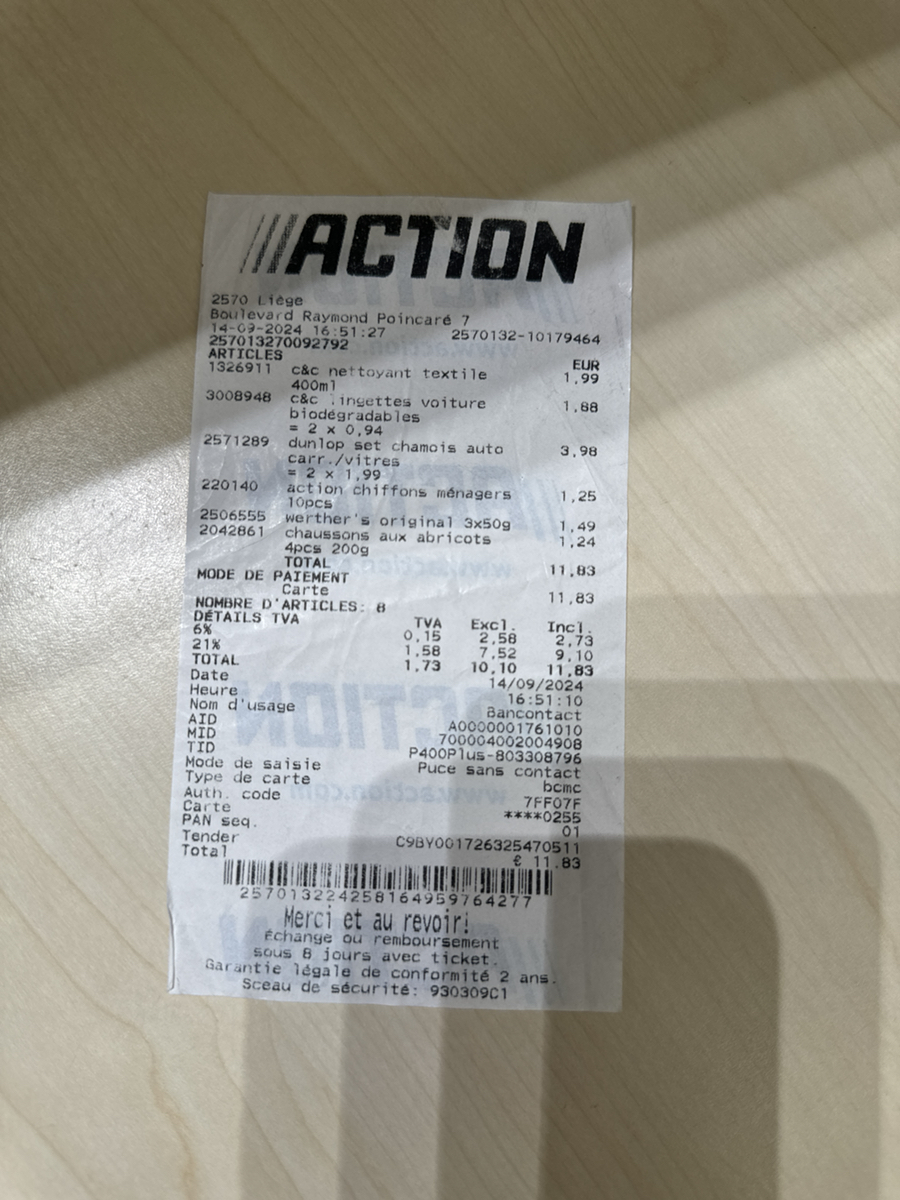 ACTION
2570 Liège
Boulevard Raymond Poincaré 7
14-09-2024 16:51:27 2570132-10179464
257013270092792
ARTICLES EUR
1326911 c&c nettoyant textile 1,99
400ml
3008948 c&c lingettes voiture 1,88
biodégradables
= 2 x 0,94
2571289 dunlop set chamois auto 3,98
carr./vitres
= 2 x 1,99
220140 action chiffons ménagers 1,25
10pcs
2506555 werther's original 3x50g 1,49
2042861 chaussons aux abricots 1,24
4pcs 200g
TOTAL 11,83
MODE DE PAIEMENT
Carte 11,83
NOMBRE D'ARTICLES: 8
DÉTAILS TVA TVA Excl. Incl.
6% 0,15 2,58 2,73
21% 1,58 7,52 9,10
TOTAL 1,73 10,10 11,83
Date 14/09/2024
Heure 16:51:10
Nom d'usage Bancontact
AID A0000001761010
MID 700004002004908
TID P400Plus-803308796
Mode de saisie Puce sans contact
Type de carte bcmc
Auth. code 7FF07F
Carte ****0255
PAN seq. 01
Tender C9BY001726325470511
Total € 11.83
257013224258164959764277
Merci et au revoir!
Échange ou remboursement
sous 8 jours avec ticket.
Garantie légale de conformité 2 ans.
Sceau de sécurité: 930309C1